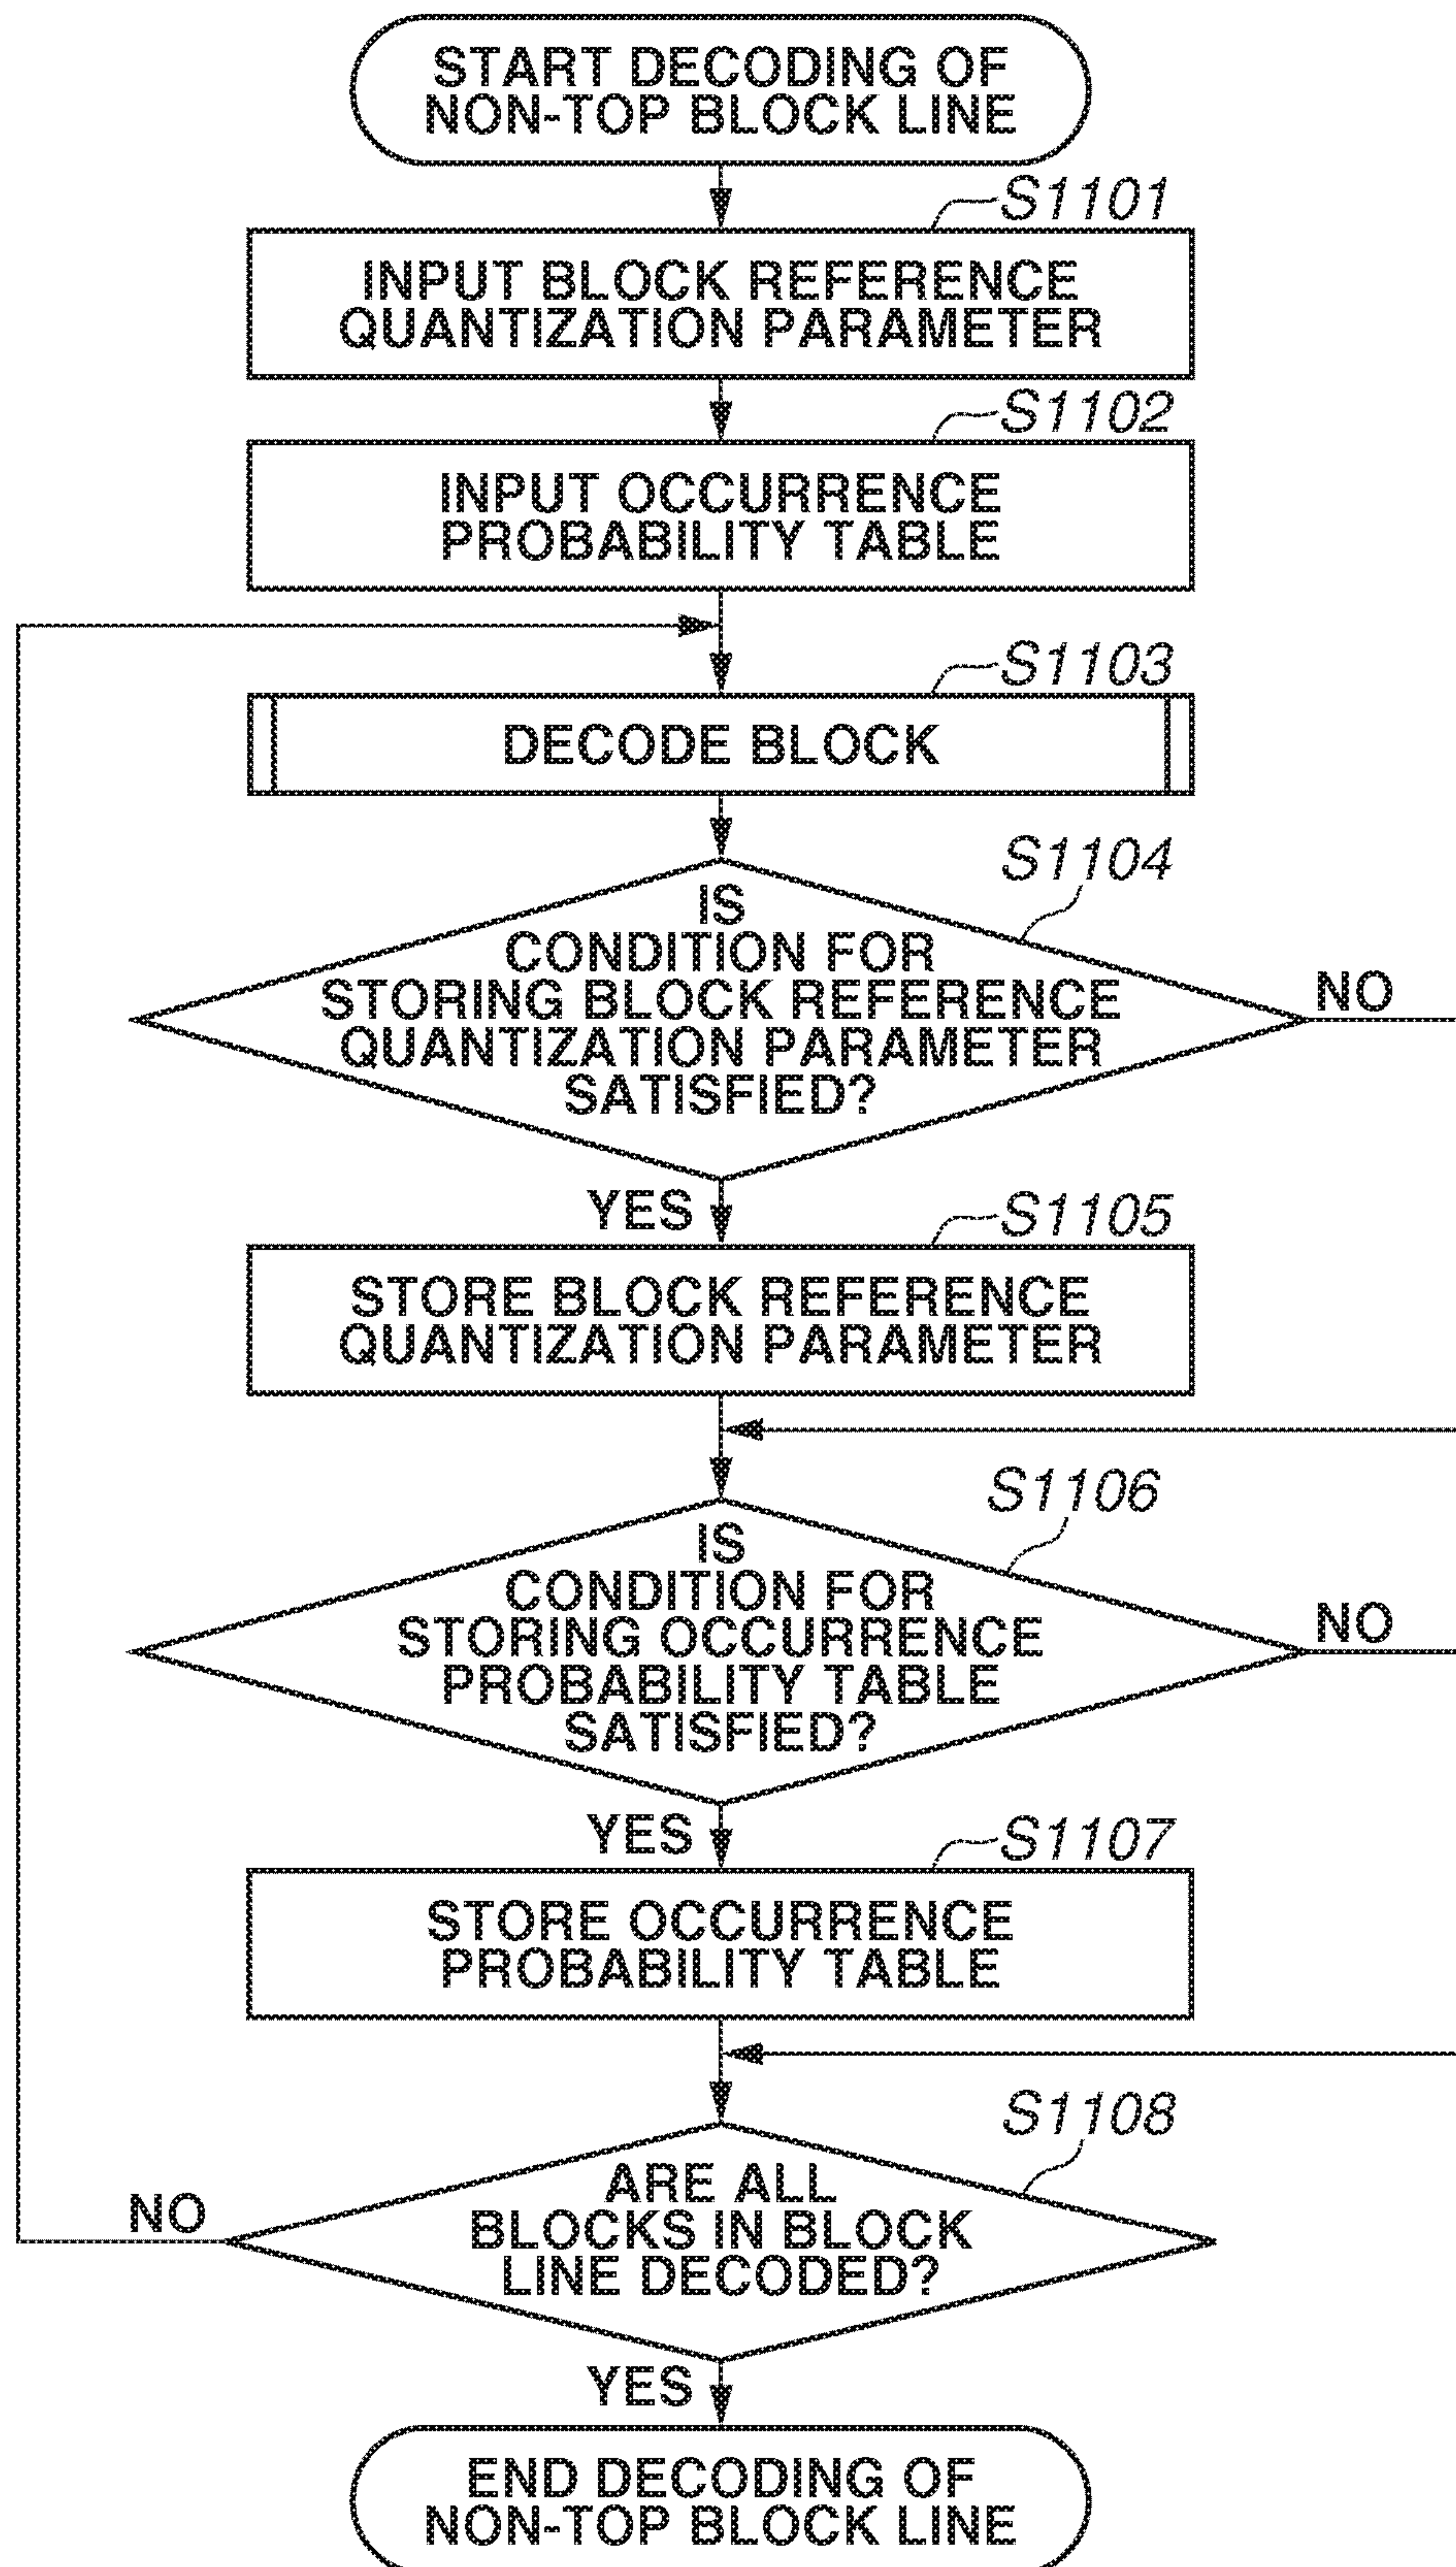 START DECODING OF
NON-TOP BLOCK LINE
S1101
INPUT BLOCK REFERENCE
QUANTIZATION PARAMETER
S1102
INPUT OCCURRENCE
PROBABILITY TABLE
S1103
DECODE BLOCK
S1104
IS
CONDITION FOR
STORING BLOCK REFERENCE
QUANTIZATION PARAMETER
SATISFIED?
NO
YES
S1105
STORE BLOCK REFERENCE
QUANTIZATION PARAMETER
S1106
IS
CONDITION FOR
STORING OCCURRENCE
PROBABILITY TABLE
SATISFIED?
NO
YES
S1107
STORE OCCURRENCE
PROBABILITY TABLE
S1108
ARE ALL
BLOCKS IN BLOCK
LINE DECODED?
NO
YES
END DECODING OF
NON-TOP BLOCK LINE